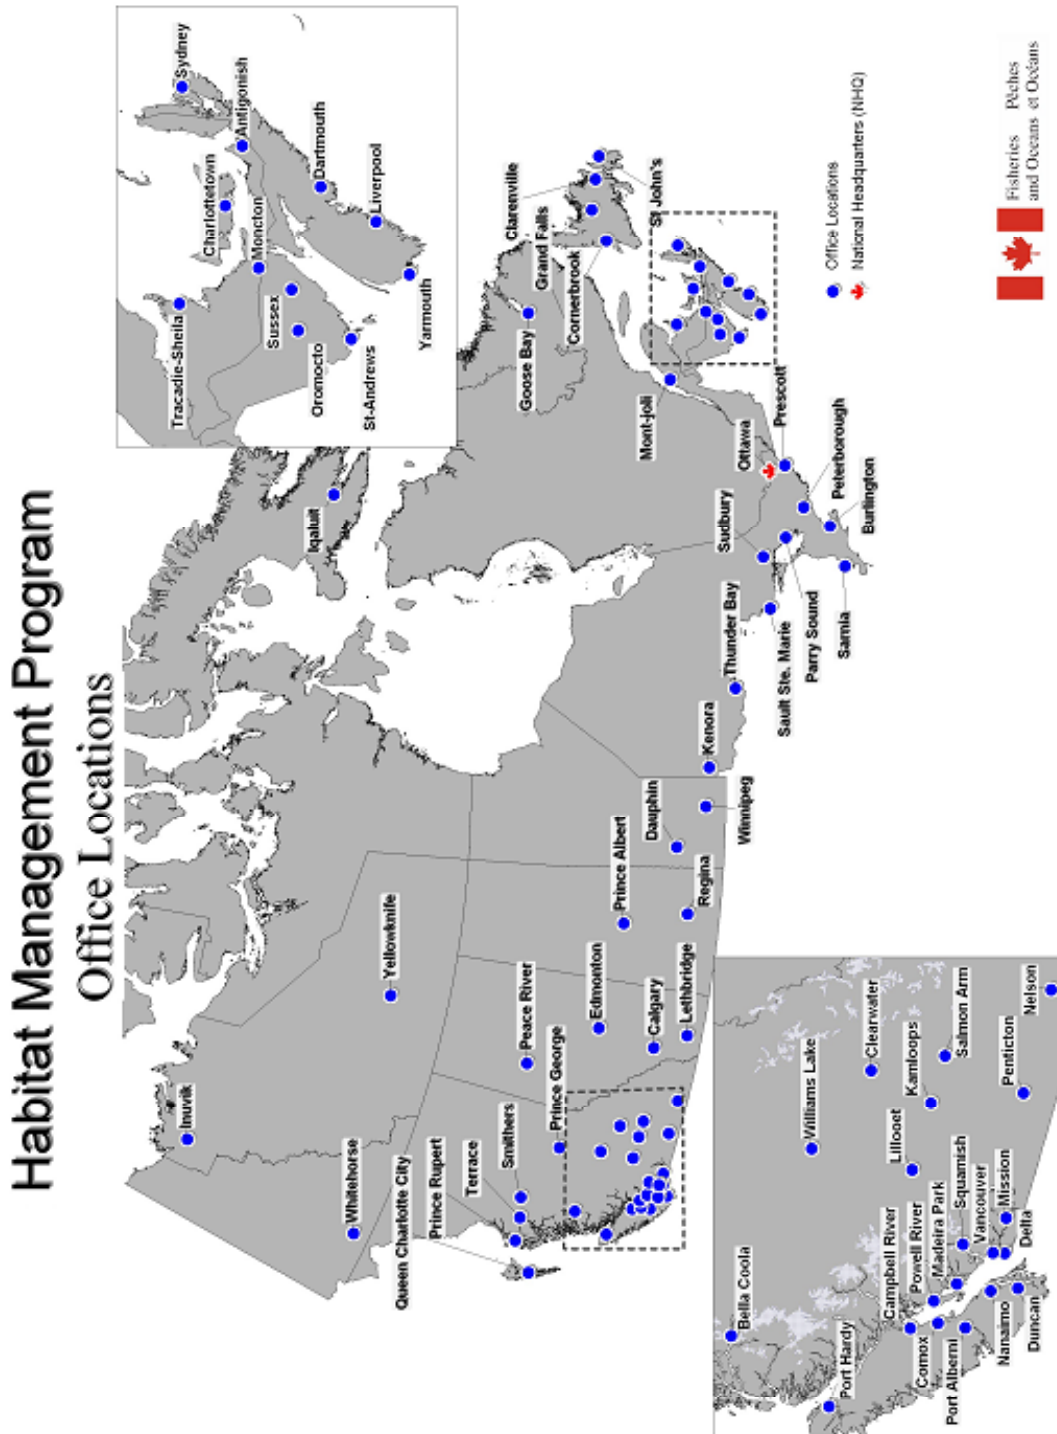 Habitat Management Program
Office Locations
Inuvik
Whitehorse
Yellowknife
Iqaluit
Queen Charlotte City
Prince Rupert
Terrace
Smithers
Prince George
Peace River
Edmonton
Calgary
Lethbridge
Prince Albert
Regina
Dauphin
Winnipeg
Kenora
Thunder Bay
Sault Ste. Marie
Sudbury
Parry Sound
Sarnia
Burlington
Peterborough
Prescott
Ottawa
Mont-joli
Goose Bay
Cornerbrook
Grand Falls
Clarenville
St John's
Tracadie-Sheila
Charlottetown
Sydney
Antigonish
Moncton
Sussex
Oromocto
St-Andrews
Dartmouth
Liverpool
Yarmouth
Bella Coola
Port Hardy
Williams Lake
Clearwater
Kamloops
Salmon Arm
Lillooet
Penticton
Nelson
Campbell River
Powell River
Madeira Park
Squamish
Vancouver
Mission
Delta
Comox
Port Alberni
Nanaimo
Duncan
Office Locations
National Headquarters (NHQ)
Fisheries and Oceans
Pêches et Océans